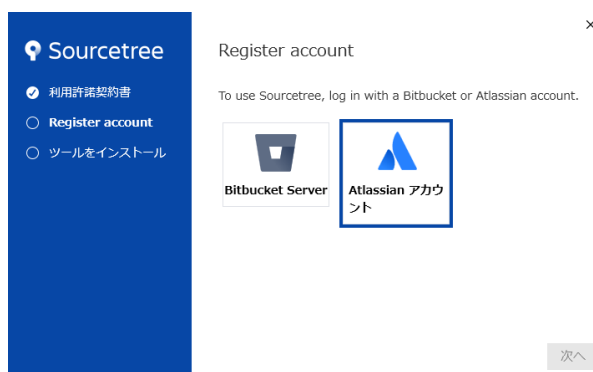 Sourcetree
利用許諾契約書
Register account
ツールをインストール
Register account
To use Sourcetree, log in with a Bitbucket or Atlassian account.
Bitbucket Server
Atlassian アカウ
ント
次へ